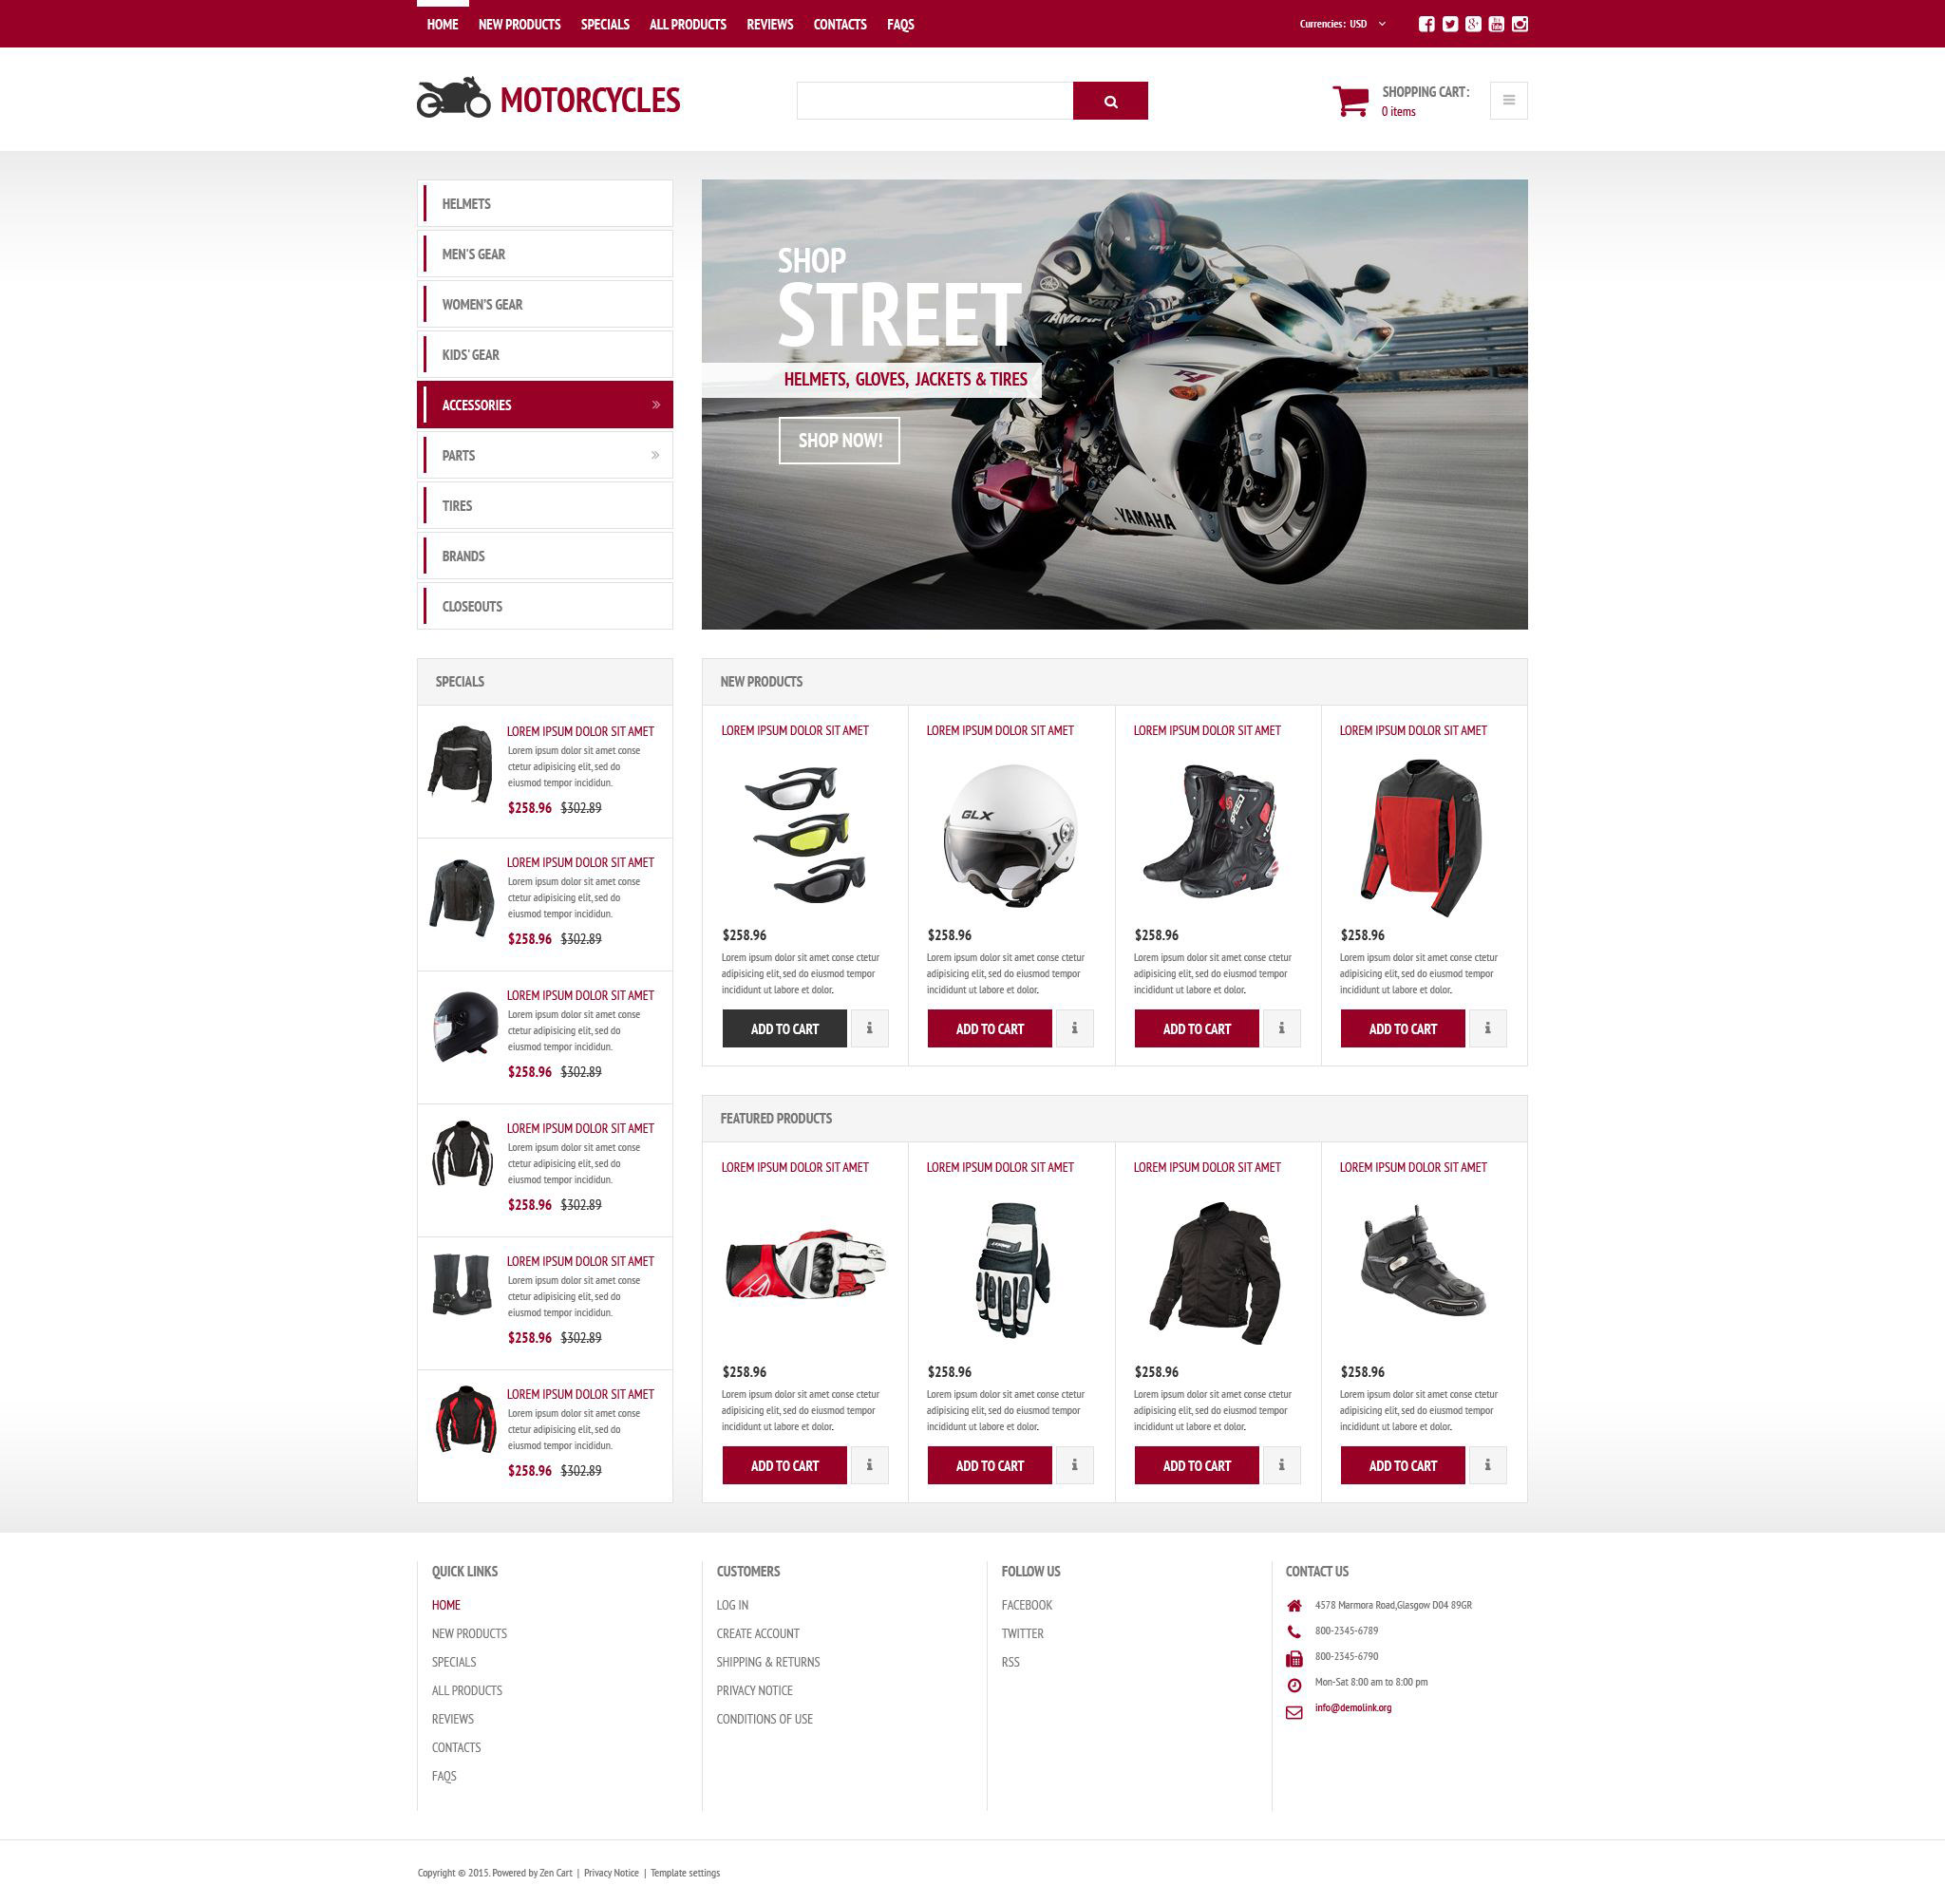 HOME NEW PRODUCTS SPECIALS ALL PRODUCTS REVIEWS CONTACTS FAQS
Currencies: USD
MOTORCYCLES
SHOPPING CART:
0 items
HELMETS
MEN'S GEAR
WOMEN'S GEAR
KIDS' GEAR
ACCESSORIES
PARTS
TIRES
BRANDS
CLOSEOUTS
SHOP
STREET
HELMETS, GLOVES, JACKETS & TIRES
SHOP NOW!
R1
YAMAHA
SPECIALS
LOREM IPSUM DOLOR SIT AMET
Lorem ipsum dolor sit amet conse
ctetur adipisicing elit, sed do
eiusmod tempor incididun.
$258.96 $302.89
LOREM IPSUM DOLOR SIT AMET
Lorem ipsum dolor sit amet conse
ctetur adipisicing elit, sed do
eiusmod tempor incididun.
$258.96 $302.89
LOREM IPSUM DOLOR SIT AMET
Lorem ipsum dolor sit amet conse
ctetur adipisicing elit, sed do
eiusmod tempor incididun.
$258.96 $302.89
LOREM IPSUM DOLOR SIT AMET
Lorem ipsum dolor sit amet conse
ctetur adipisicing elit, sed do
eiusmod tempor incididun.
$258.96 $302.89
LOREM IPSUM DOLOR SIT AMET
Lorem ipsum dolor sit amet conse
ctetur adipisicing elit, sed do
eiusmod tempor incididun.
$258.96 $302.89
LOREM IPSUM DOLOR SIT AMET
Lorem ipsum dolor sit amet conse
ctetur adipisicing elit, sed do
eiusmod tempor incididun.
$258.96 $302.89
NEW PRODUCTS
LOREM IPSUM DOLOR SIT AMET
$258.96
Lorem ipsum dolor sit amet conse ctetur
adipisicing elit, sed do eiusmod tempor
incididunt ut labore et dolor.
ADD TO CART
LOREM IPSUM DOLOR SIT AMET
GLX
$258.96
Lorem ipsum dolor sit amet conse ctetur
adipisicing elit, sed do eiusmod tempor
incididunt ut labore et dolor.
ADD TO CART
LOREM IPSUM DOLOR SIT AMET
SPEED
$258.96
Lorem ipsum dolor sit amet conse ctetur
adipisicing elit, sed do eiusmod tempor
incididunt ut labore et dolor.
ADD TO CART
LOREM IPSUM DOLOR SIT AMET
$258.96
Lorem ipsum dolor sit amet conse ctetur
adipisicing elit, sed do eiusmod tempor
incididunt ut labore et dolor.
ADD TO CART
FEATURED PRODUCTS
LOREM IPSUM DOLOR SIT AMET
$258.96
Lorem ipsum dolor sit amet conse ctetur
adipisicing elit, sed do eiusmod tempor
incididunt ut labore et dolor.
ADD TO CART
LOREM IPSUM DOLOR SIT AMET
$258.96
Lorem ipsum dolor sit amet conse ctetur
adipisicing elit, sed do eiusmod tempor
incididunt ut labore et dolor.
ADD TO CART
LOREM IPSUM DOLOR SIT AMET
$258.96
Lorem ipsum dolor sit amet conse ctetur
adipisicing elit, sed do eiusmod tempor
incididunt ut labore et dolor.
ADD TO CART
LOREM IPSUM DOLOR SIT AMET
$258.96
Lorem ipsum dolor sit amet conse ctetur
adipisicing elit, sed do eiusmod tempor
incididunt ut labore et dolor.
ADD TO CART
QUICK LINKS
HOME
NEW PRODUCTS
SPECIALS
ALL PRODUCTS
REVIEWS
CONTACTS
FAQS
CUSTOMERS
LOG IN
CREATE ACCOUNT
SHIPPING & RETURNS
PRIVACY NOTICE
CONDITIONS OF USE
FOLLOW US
FACEBOOK
TWITTER
RSS
CONTACT US
4578 Marmora Road,Glasgow D04 89GR
800-2345-6789
800-2345-6790
Mon-Sat 8:00 am to 8:00 pm
info@demolink.org
Copyright © 2015. Powered by Zen Cart | Privacy Notice | Template settings